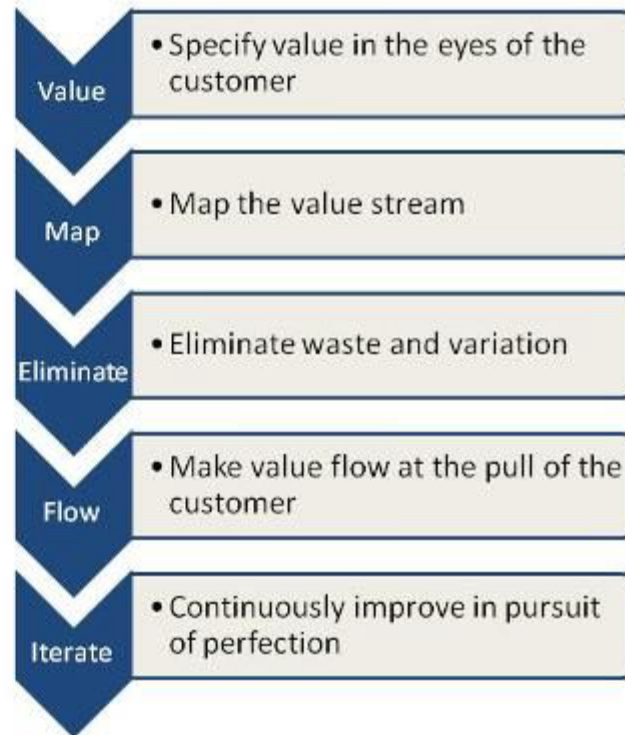 Value
• Specify value in the eyes of the
customer
Map
• Map the value stream
Eliminate
• Eliminate waste and variation
Flow
• Make value flow at the pull of the
customer
Iterate
• Continuously improve in pursuit
of perfection